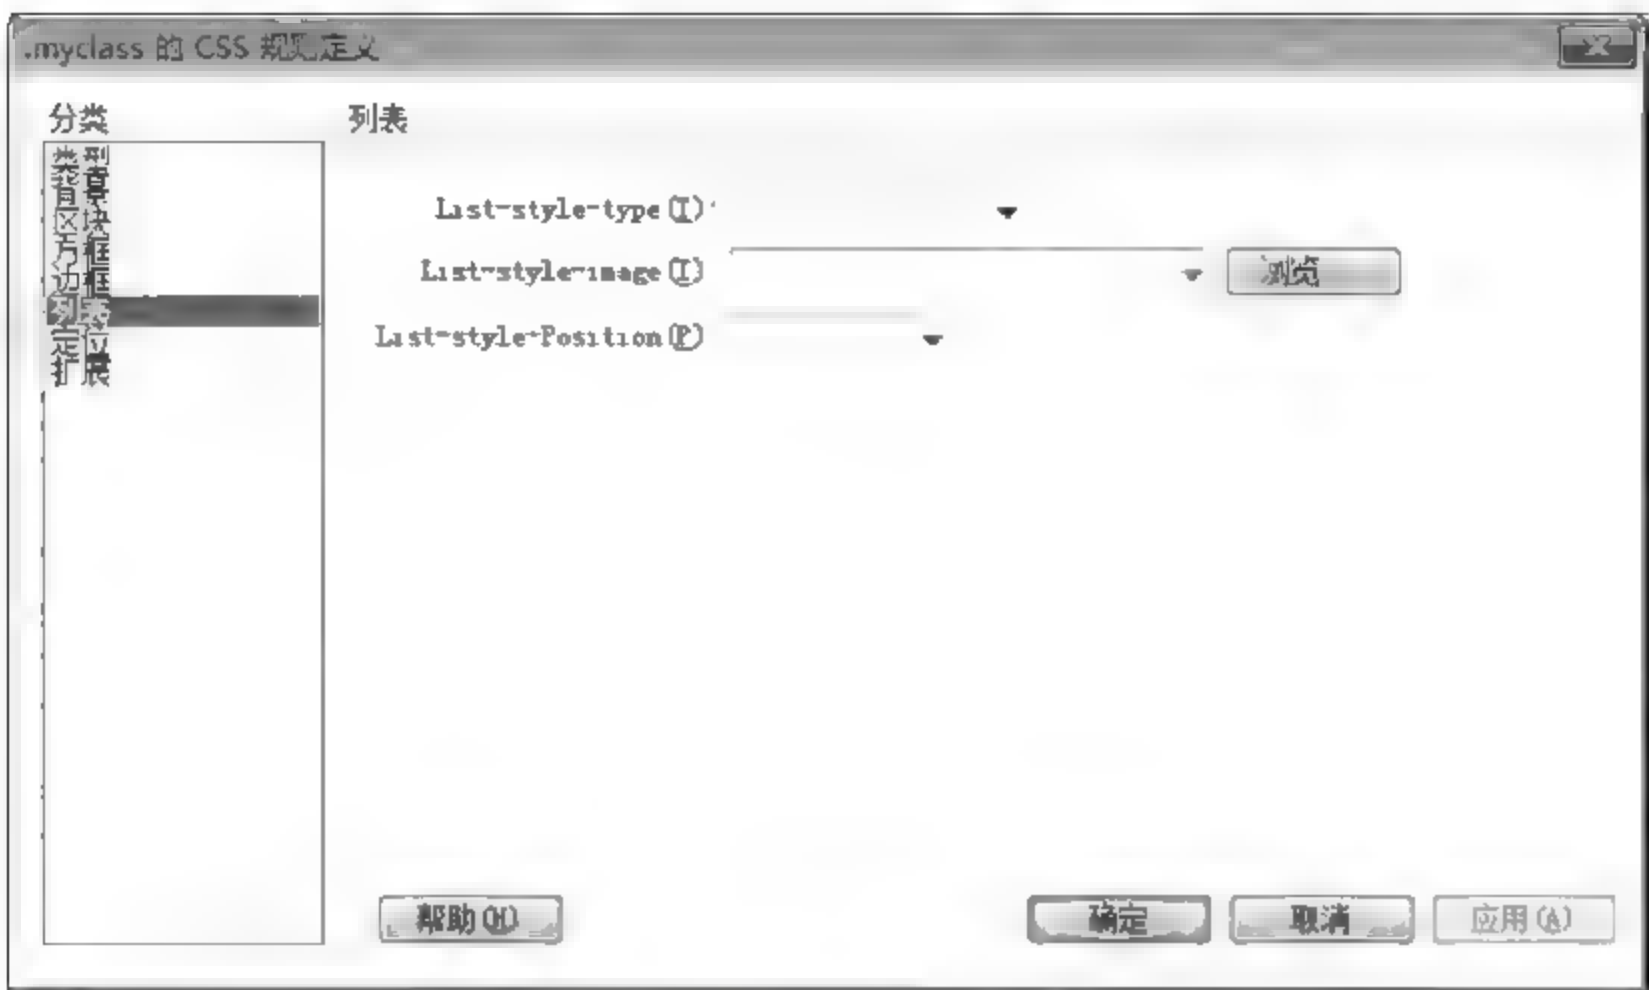 .myclass 的 CSS 规则定义
分类
列表
类型
背景
区块
方框
边框
列表
定位
扩展
List-style-type(T)
List-style-image(I)
浏览
List-style-Position(P)
帮助(H)
确定
取消
应用(A)